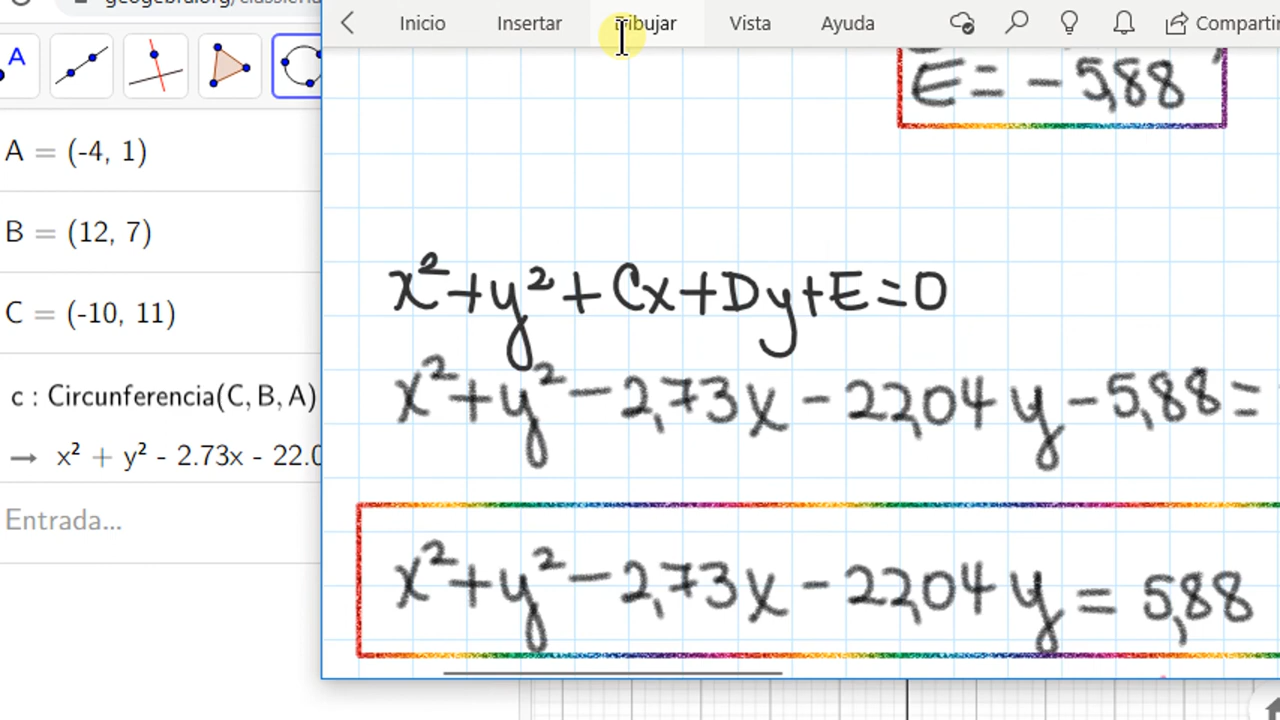 Inicio Insertar Dibujar Vista Ayuda Compartir
A
A = (-4, 1)
B = (12, 7)
C = (-10, 11)
c : Circunferencia(C, B, A)
→ x² + y² - 2.73x - 22.0
Entrada...
E = - 5,88
x² + y² + Cx + Dy + E = 0
x² + y² - 2,73x - 22,04y - 5,88 =
x² + y² - 2,73x - 22,04y = 5,88